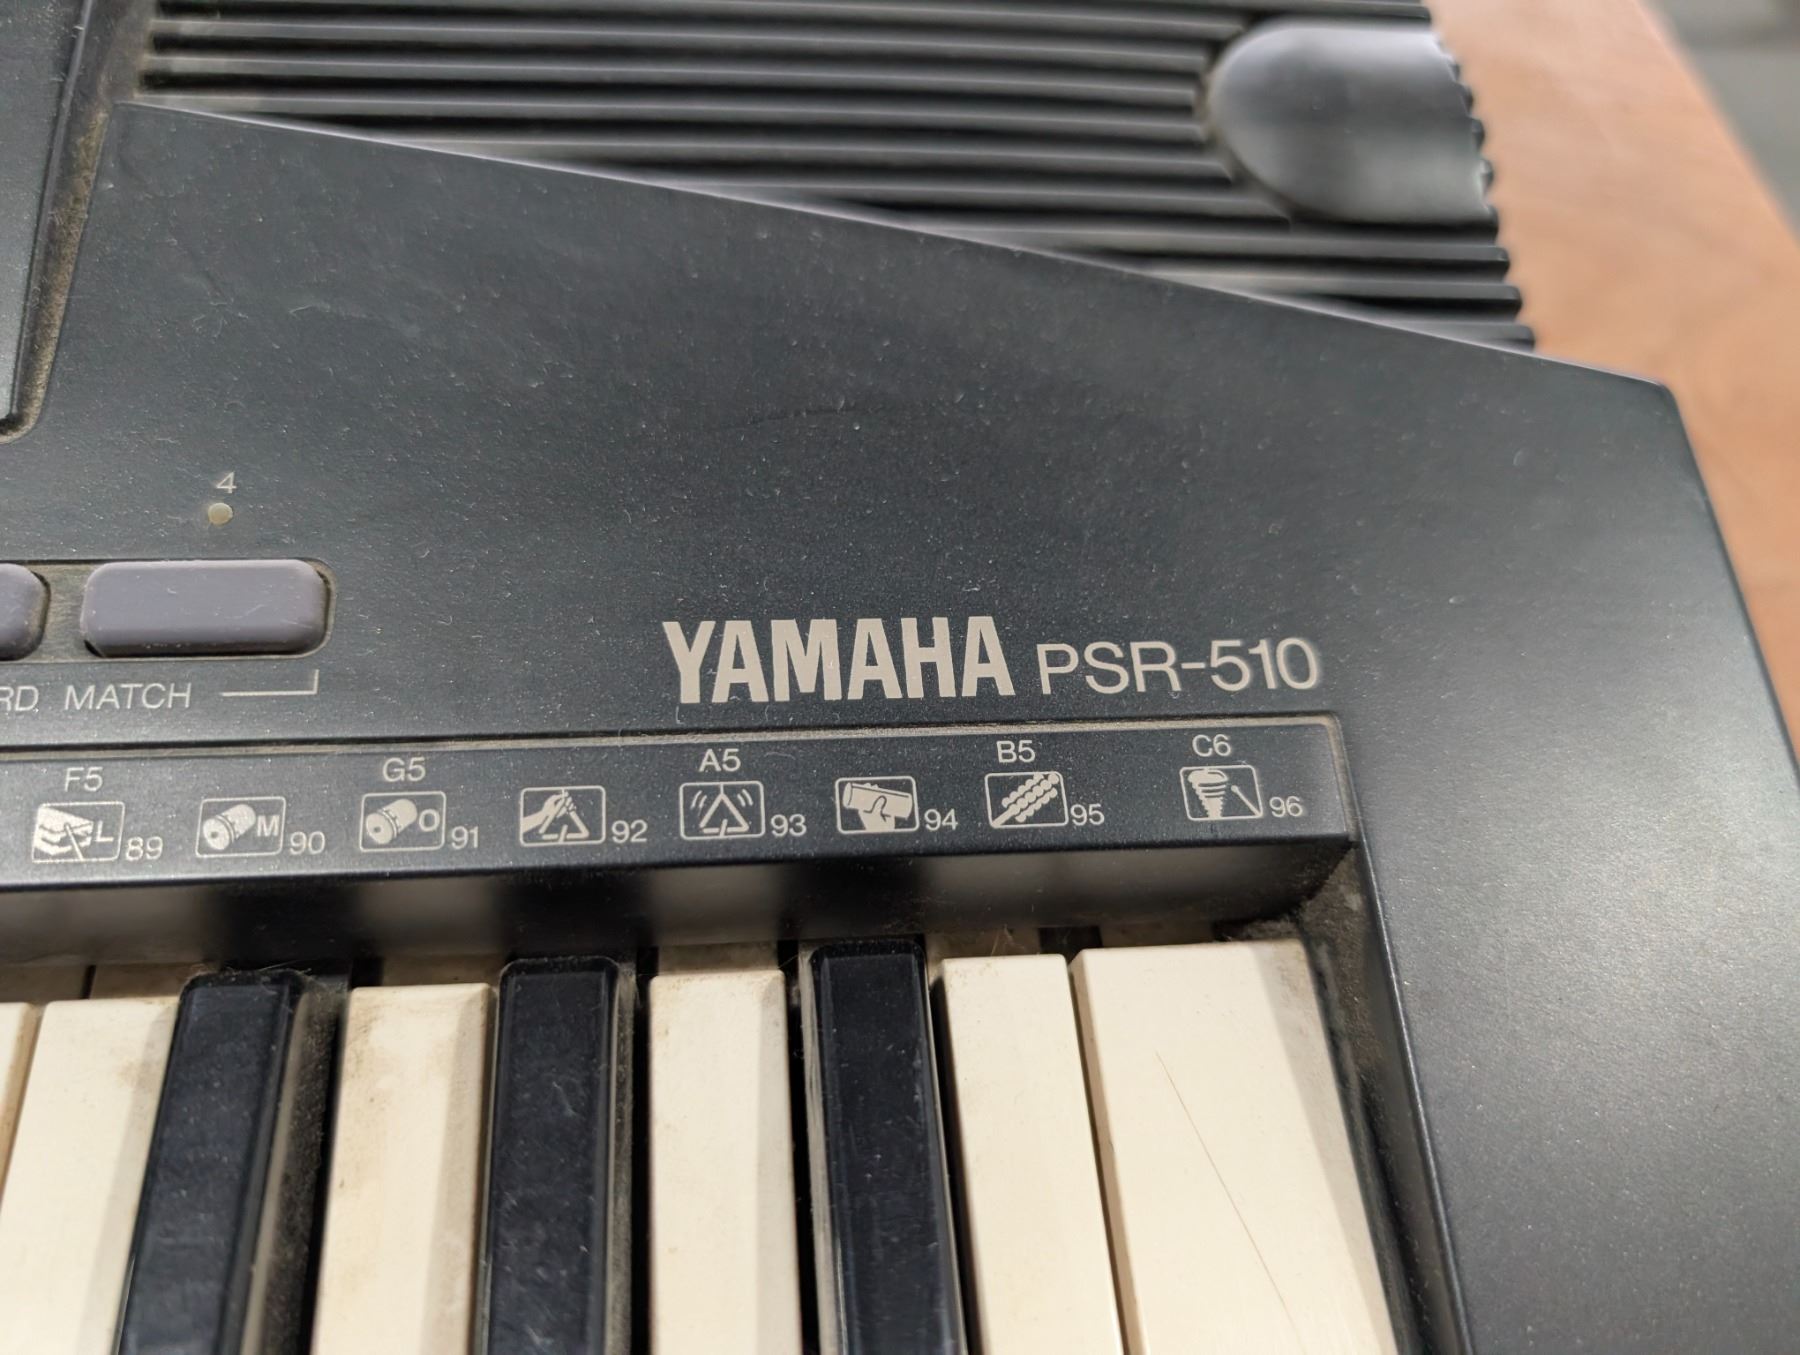 4
RD MATCH
YAMAHA PSR-510
F5 G5 A5 B5 C6
L 89 M 90 O 91 92 93 94 95 96